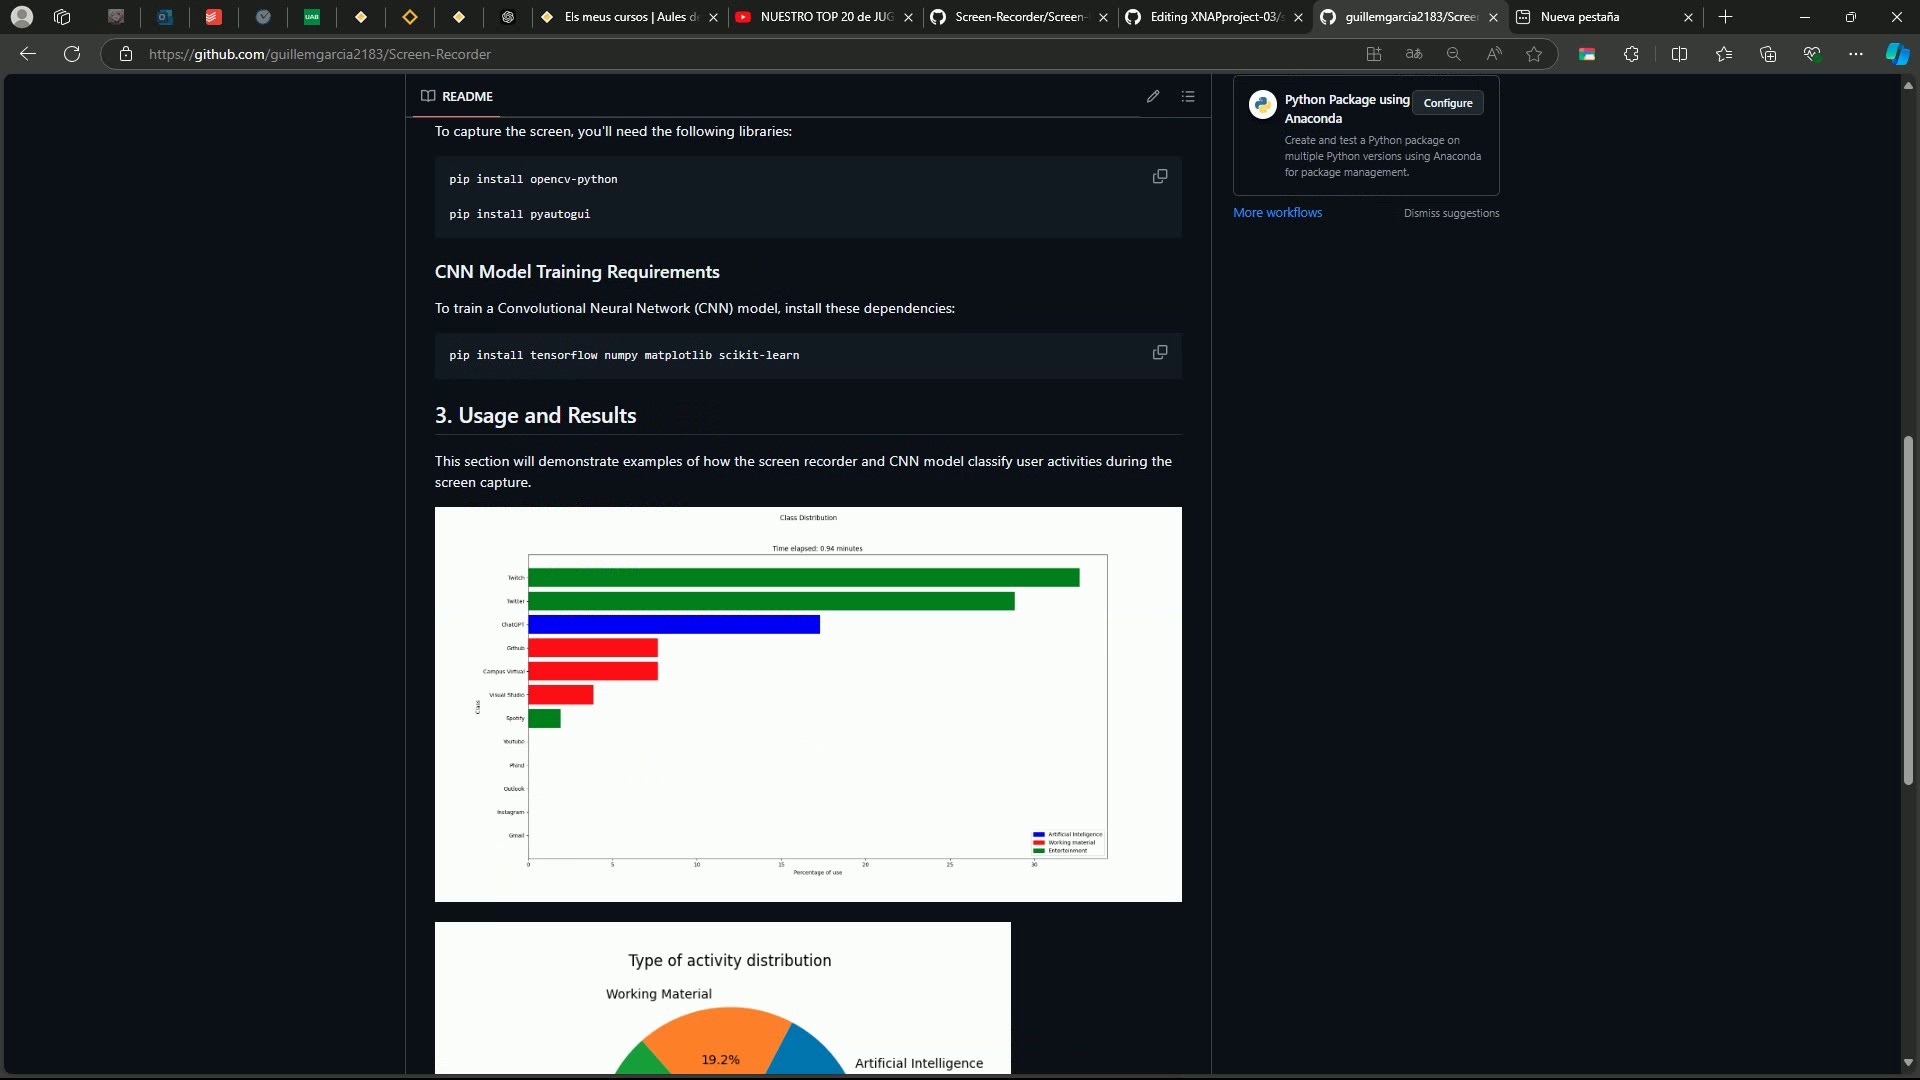 UAB
Els meus cursos | Aules d
NUESTRO TOP 20 de JUG
Screen-Recorder/Screen-
Editing XNAPproject-03/s
guillemgarcia2183/Screen
Nueva pestaña
https://github.com/guillemgarcia2183/Screen-Recorder
README
To capture the screen, you'll need the following libraries:
pip install opencv-python
pip install pyautogui
CNN Model Training Requirements
To train a Convolutional Neural Network (CNN) model, install these dependencies:
pip install tensorflow numpy matplotlib scikit-learn
3. Usage and Results
This section will demonstrate examples of how the screen recorder and CNN model classify user activities during the
screen capture.
Class Distribution
Time elapsed: 0.94 minutes
Twitch
Twitter
ChatGPT
Github
Campus Virtual
Visual Studio
Spotify
Youtube
Phind
Outlook
Instagram
Gmail
Class
Artificial Inteligence
Working material
Entertainment
0 5 10 15 20 25 30
Percentage of use
Type of activity distribution
Working Material
19.2%
Artificial Intelligence
Python Package using
Anaconda
Configure
Create and test a Python package on
multiple Python versions using Anaconda
for package management.
More workflows
Dismiss suggestions